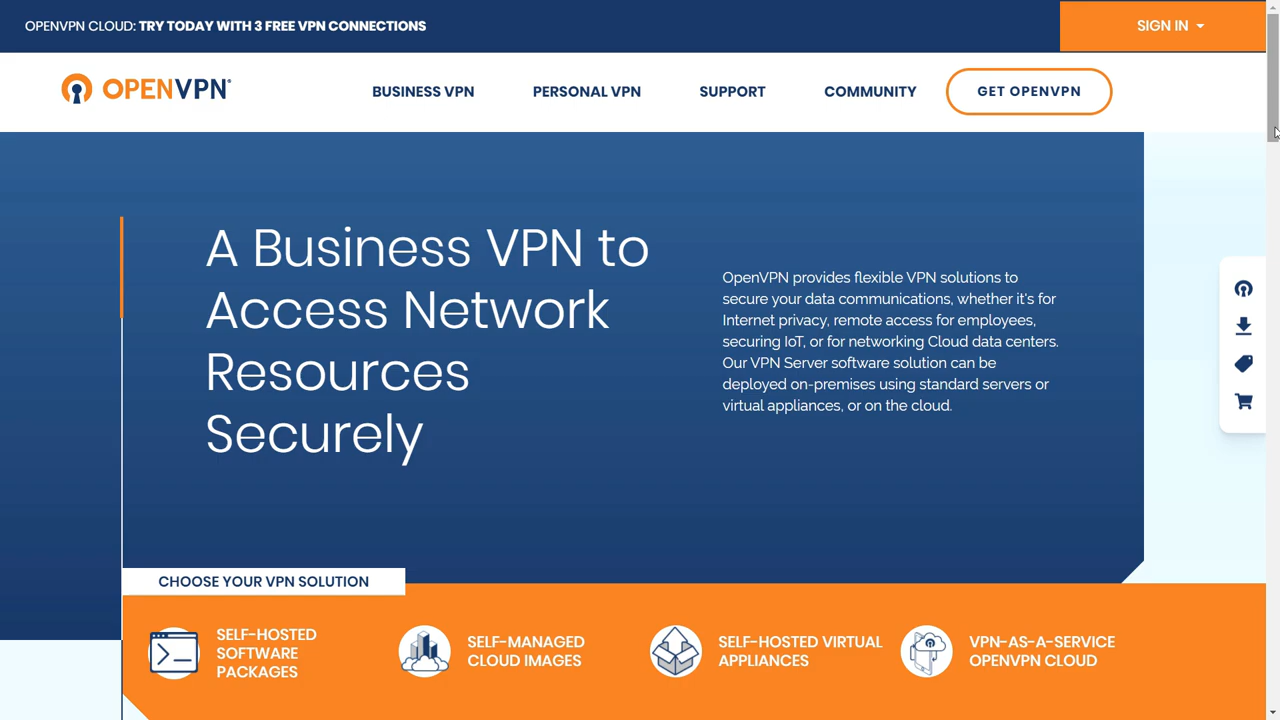 OPENVPN CLOUD: TRY TODAY WITH 3 FREE VPN CONNECTIONS
SIGN IN
OPENVPN®
BUSINESS VPN
PERSONAL VPN
SUPPORT
COMMUNITY
GET OPENVPN
A Business VPN to
Access Network
Resources
Securely
OpenVPN provides flexible VPN solutions to
secure your data communications, whether it's for
Internet privacy, remote access for employees,
securing IoT, or for networking Cloud data centers.
Our VPN Server software solution can be
deployed on-premises using standard servers or
virtual appliances, or on the cloud.
CHOOSE YOUR VPN SOLUTION
SELF-HOSTED
SOFTWARE
PACKAGES
SELF-MANAGED
CLOUD IMAGES
SELF-HOSTED VIRTUAL
APPLIANCES
VPN-AS-A-SERVICE
OPENVPN CLOUD